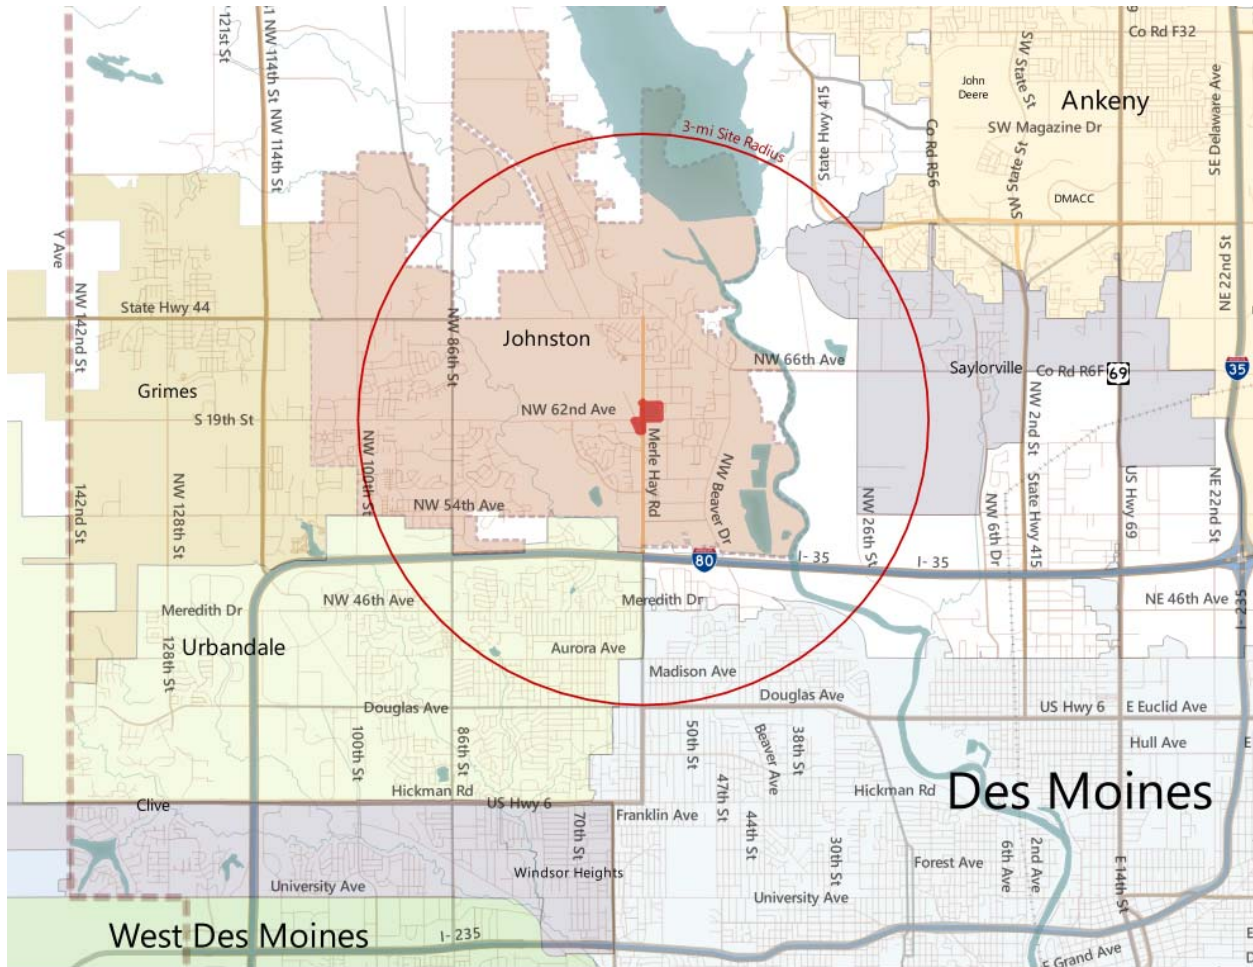 121st St
NW 114th St
NW 114th St
State Hwy 415
Co Rd F32
SW State St
John
Deere
Ankeny
SE Delaware Ave
Co Rd R56
SW Magazine Dr
3-mi Site Radius
SW State St
DMACC
Y Ave
NW 142nd St
State Hwy 44
NE 22nd St
NW 86th St
Johnston
NW 66th Ave
Saylorville
Co Rd R6F
69
35
Grimes
S 19th St
NW 62nd Ave
NW 2nd St
NW 100th St
Merle Hay Rd
NW Beaver Dr
142nd St
NW 128th St
NW 54th Ave
NW 26th St
NW 6th Dr
State Hwy 415
US Hwy 69
NE 22nd St
80
I- 35
I- 35
I- 235
Meredith Dr
NW 46th Ave
Meredith Dr
NE 46th Ave
128th St
Urbandale
Aurora Ave
Madison Ave
Douglas Ave
Douglas Ave
US Hwy 6
E Euclid Ave
100th St
86th St
50th St
Beaver Ave
38th St
Hull Ave
Hickman Rd
Hickman Rd
Des Moines
Clive
US Hwy 6
70th St
Franklin Ave
47th St
44th St
30th St
Forest Ave
6th Ave
2nd Ave
E 14th St
Windsor Heights
University Ave
University Ave
West Des Moines
I- 235
E Grand Ave